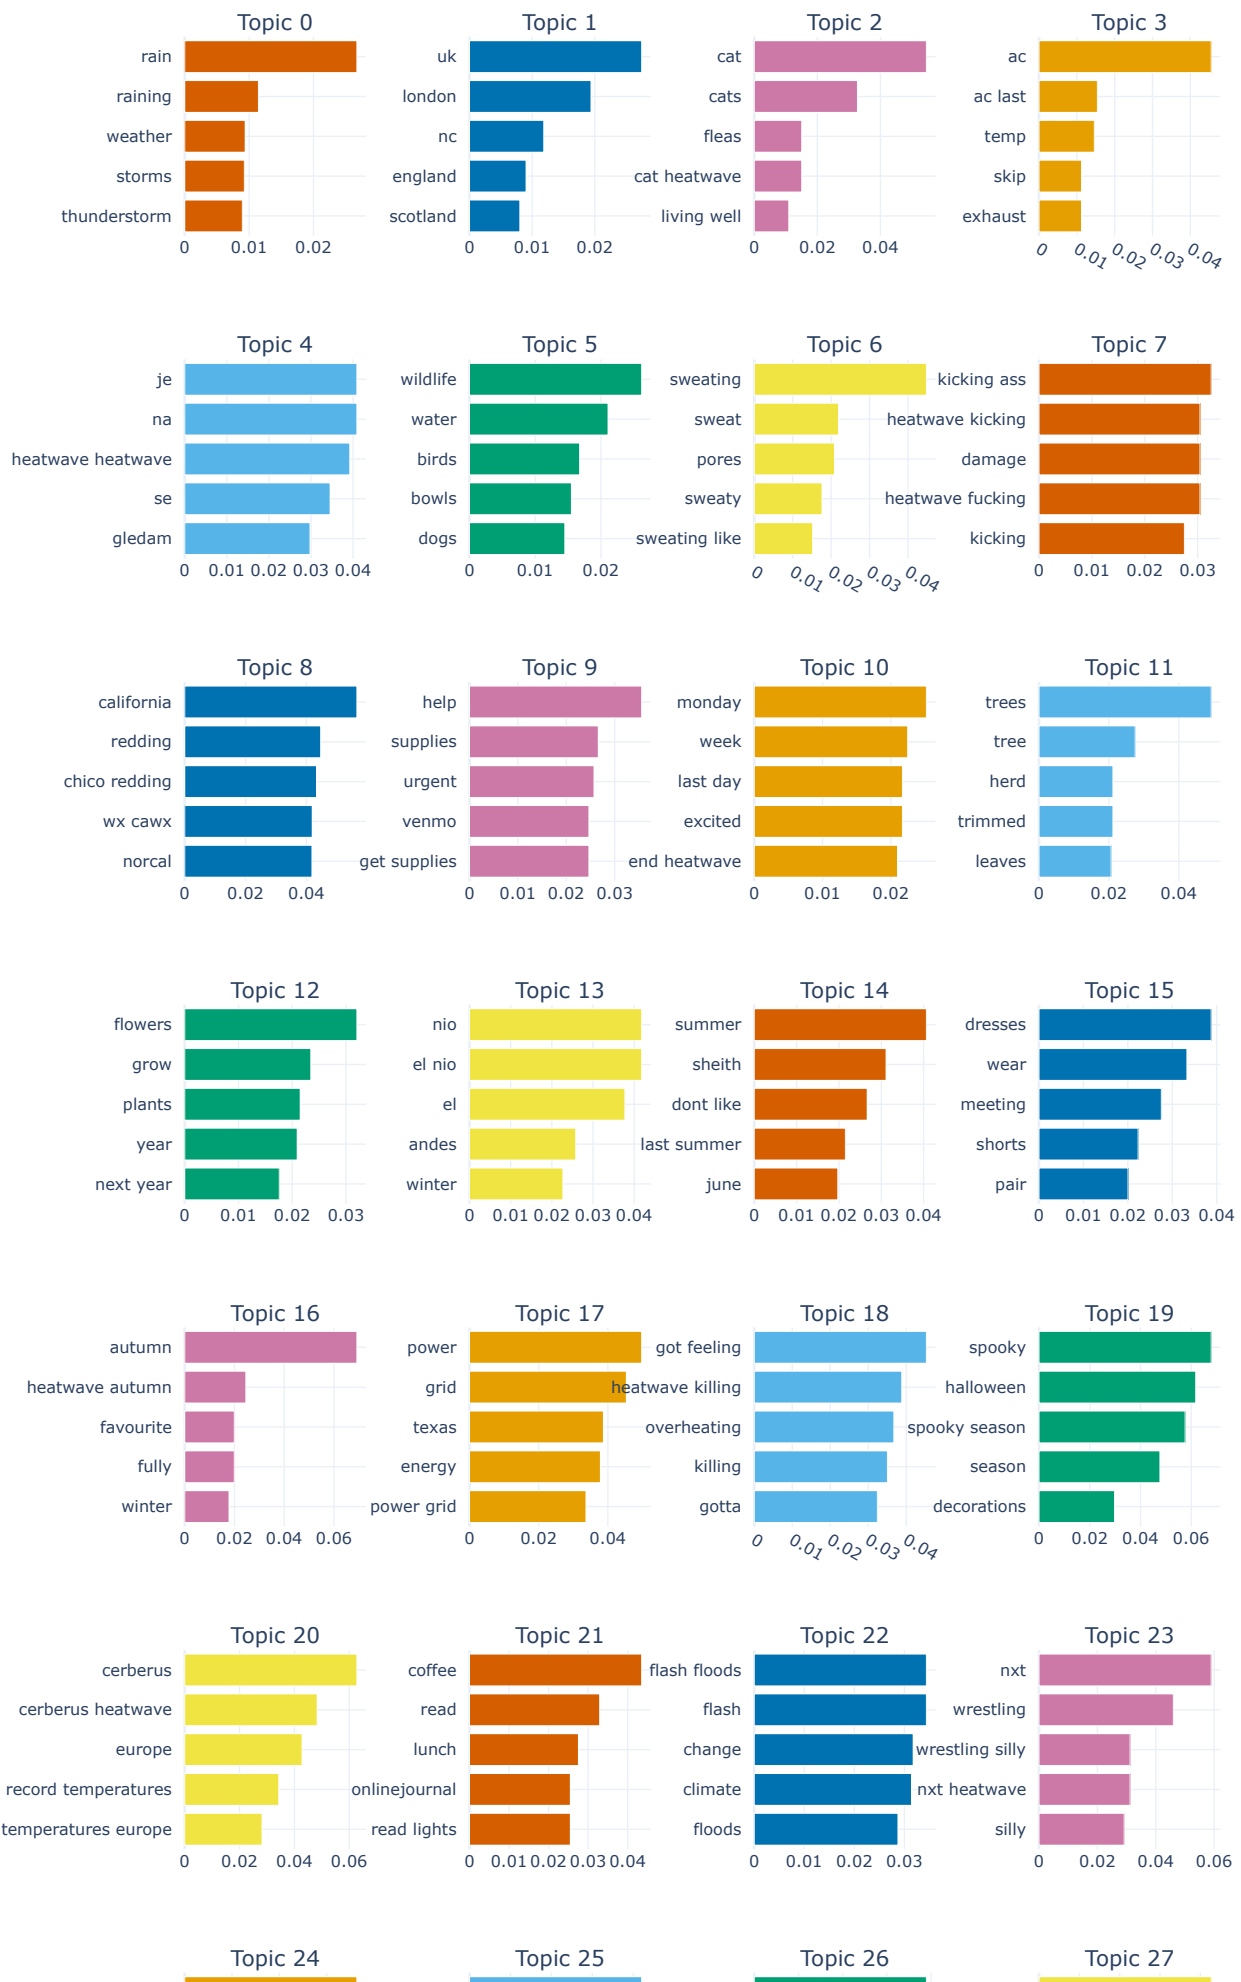 Topic 0
rain
raining
weather
storms
thunderstorm
0 0.01 0.02
Topic 1
uk
london
nc
england
scotland
0 0.01 0.02
Topic 2
cat
cats
fleas
cat heatwave
living well
0 0.02 0.04
Topic 3
ac
ac last
temp
skip
exhaust
0 0.01 0.02 0.03 0.04
Topic 4
je
na
heatwave heatwave
se
gledam
0 0.01 0.02 0.03 0.04
Topic 5
wildlife
water
birds
bowls
dogs
0 0.01 0.02
Topic 6
sweating
sweat
pores
sweaty
sweating like
0 0.01 0.02 0.03 0.04
Topic 7
kicking ass
heatwave kicking
damage
heatwave fucking
kicking
0 0.01 0.02 0.03
Topic 8
california
redding
chico redding
wx cawx
norcal
0 0.02 0.04
Topic 9
help
supplies
urgent
venmo
get supplies
0 0.01 0.02 0.03
Topic 10
monday
week
last day
excited
end heatwave
0 0.01 0.02
Topic 11
trees
tree
herd
trimmed
leaves
0 0.02 0.04
Topic 12
flowers
grow
plants
year
next year
0 0.01 0.02 0.03
Topic 13
nio
el nio
el
andes
winter
0 0.01 0.02 0.03 0.04
Topic 14
summer
sheith
dont like
last summer
june
0 0.01 0.02 0.03 0.04
Topic 15
dresses
wear
meeting
shorts
pair
0 0.01 0.02 0.03 0.04
Topic 16
autumn
heatwave autumn
favourite
fully
winter
0 0.02 0.04 0.06
Topic 17
power
grid
texas
energy
power grid
0 0.02 0.04
Topic 18
got feeling
heatwave killing
overheating
killing
gotta
0 0.01 0.02 0.03 0.04
Topic 19
spooky
halloween
spooky season
season
decorations
0 0.02 0.04 0.06
Topic 20
cerberus
cerberus heatwave
europe
record temperatures
temperatures europe
0 0.02 0.04 0.06
Topic 21
coffee
read
lunch
onlinejournal
read lights
0 0.01 0.02 0.03 0.04
Topic 22
flash floods
flash
change
climate
floods
0 0.01 0.02 0.03
Topic 23
nxt
wrestling
wrestling silly
nxt heatwave
silly
0 0.02 0.04 0.06
Topic 24
Topic 25
Topic 26
Topic 27